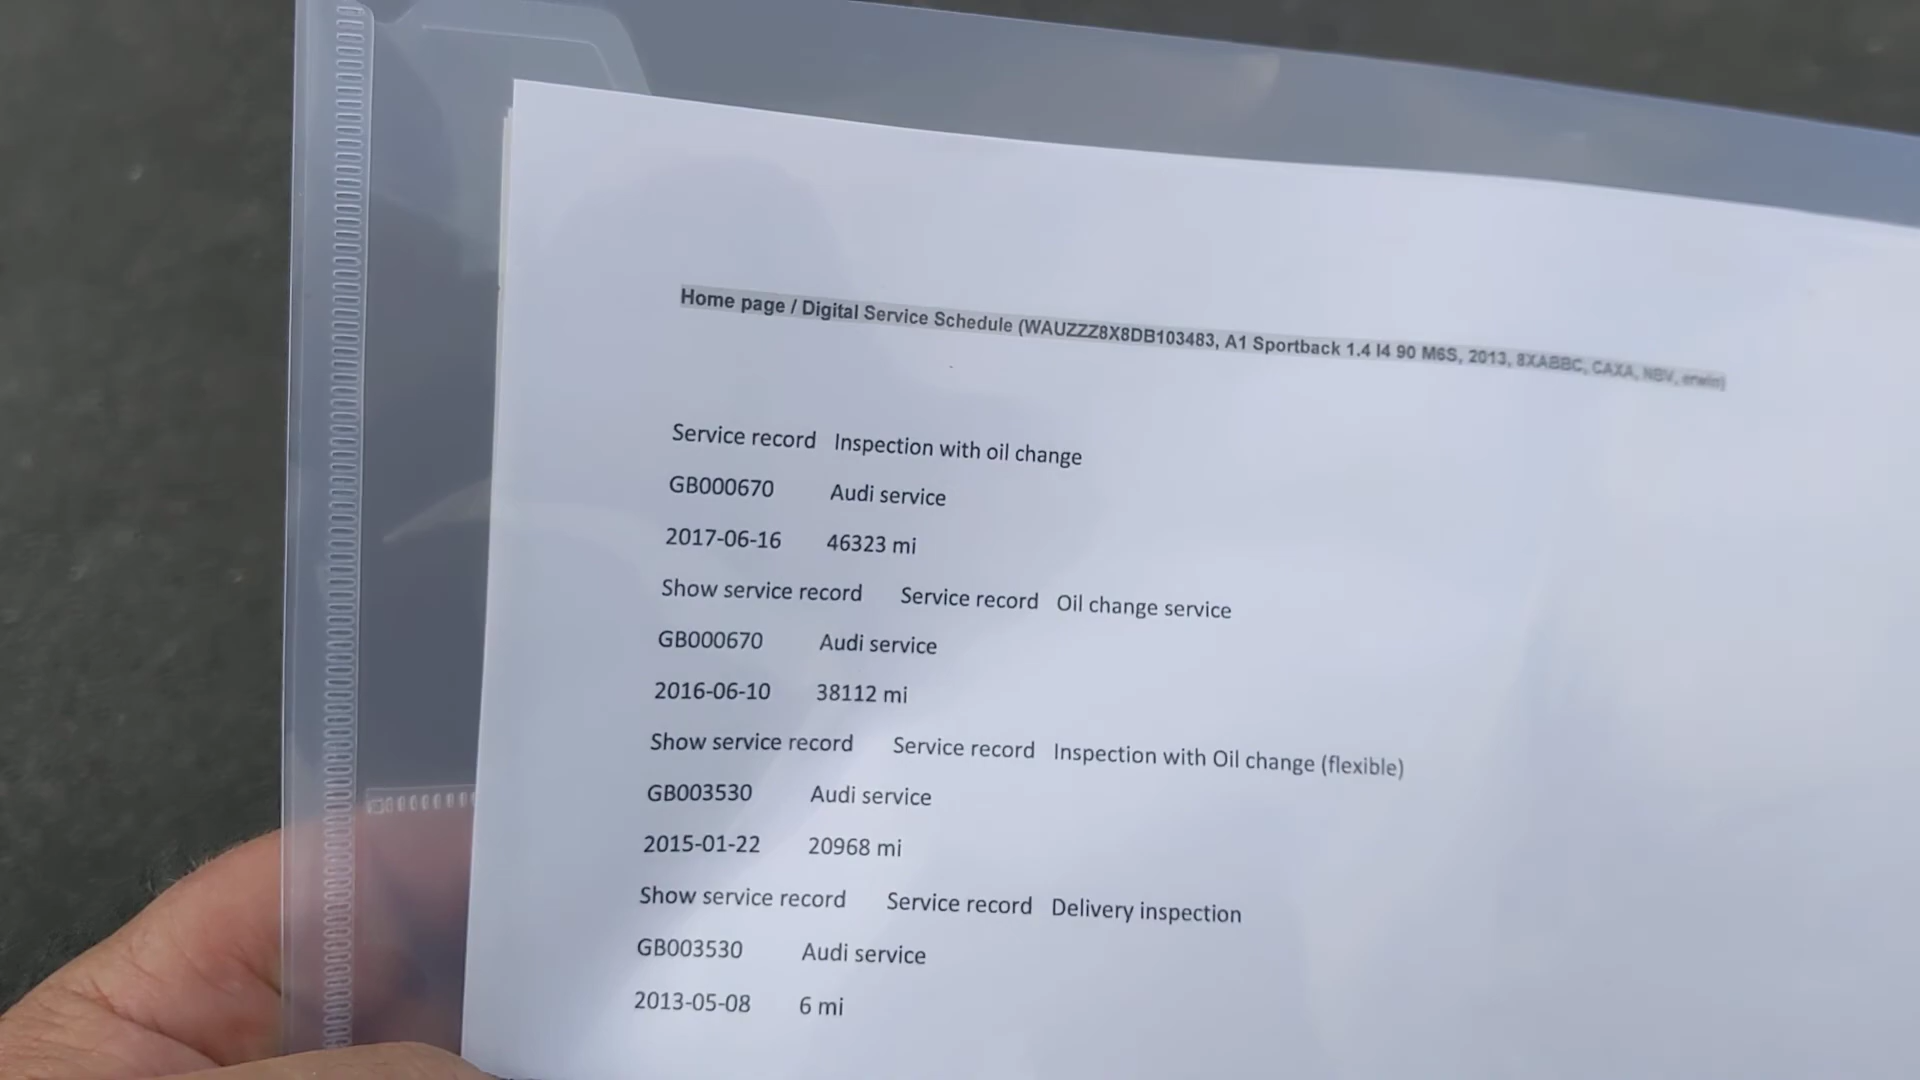 Home page / Digital Service Schedule (WAUZZZ8X8DB103483, A1 Sportback 1.4 I4 90 M6S, 2013, 8XABBC, CAXA, NBV, erwin)
Service record Inspection with oil change
GB000670 Audi service
2017-06-16 46323 mi
Show service record Service record Oil change service
GB000670 Audi service
2016-06-10 38112 mi
Show service record Service record Inspection with Oil change (flexible)
GB003530 Audi service
2015-01-22 20968 mi
Show service record Service record Delivery inspection
GB003530 Audi service
2013-05-08 6 mi